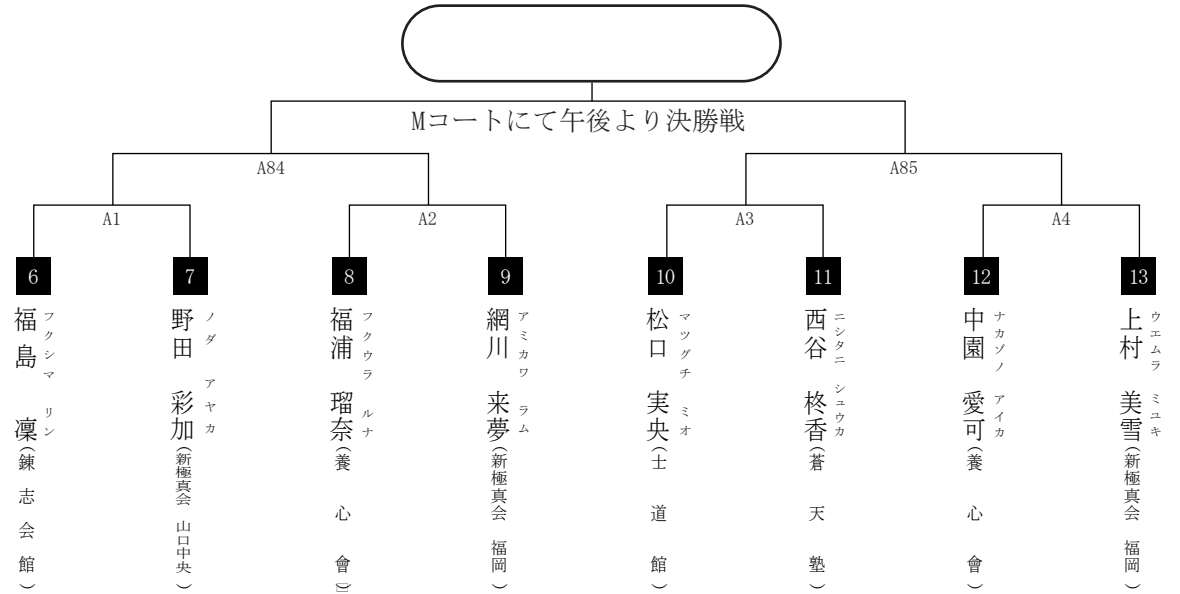 Mコートにて午後より決勝戦
A84
A85
A1
A2
A3
A4
6
7
8
9
10
11
12
13
福島 凜(錬志会館)
フクシマ リン
野田 彩加(新極真会 山口中央)
ノダ アヤカ
福浦 瑠奈(養心會)
フクウラ ルナ
網川 来夢(新極真会 福岡)
アミカワ ラム
松口 実央(士道館)
マツグチ ミオ
西谷 柊香(蒼天塾)
ニシタニ シュウカ
中園 愛可(養心會)
ナカゾノ アイカ
上村 美雪(新極真会 福岡)
ウエムラ ミユキ